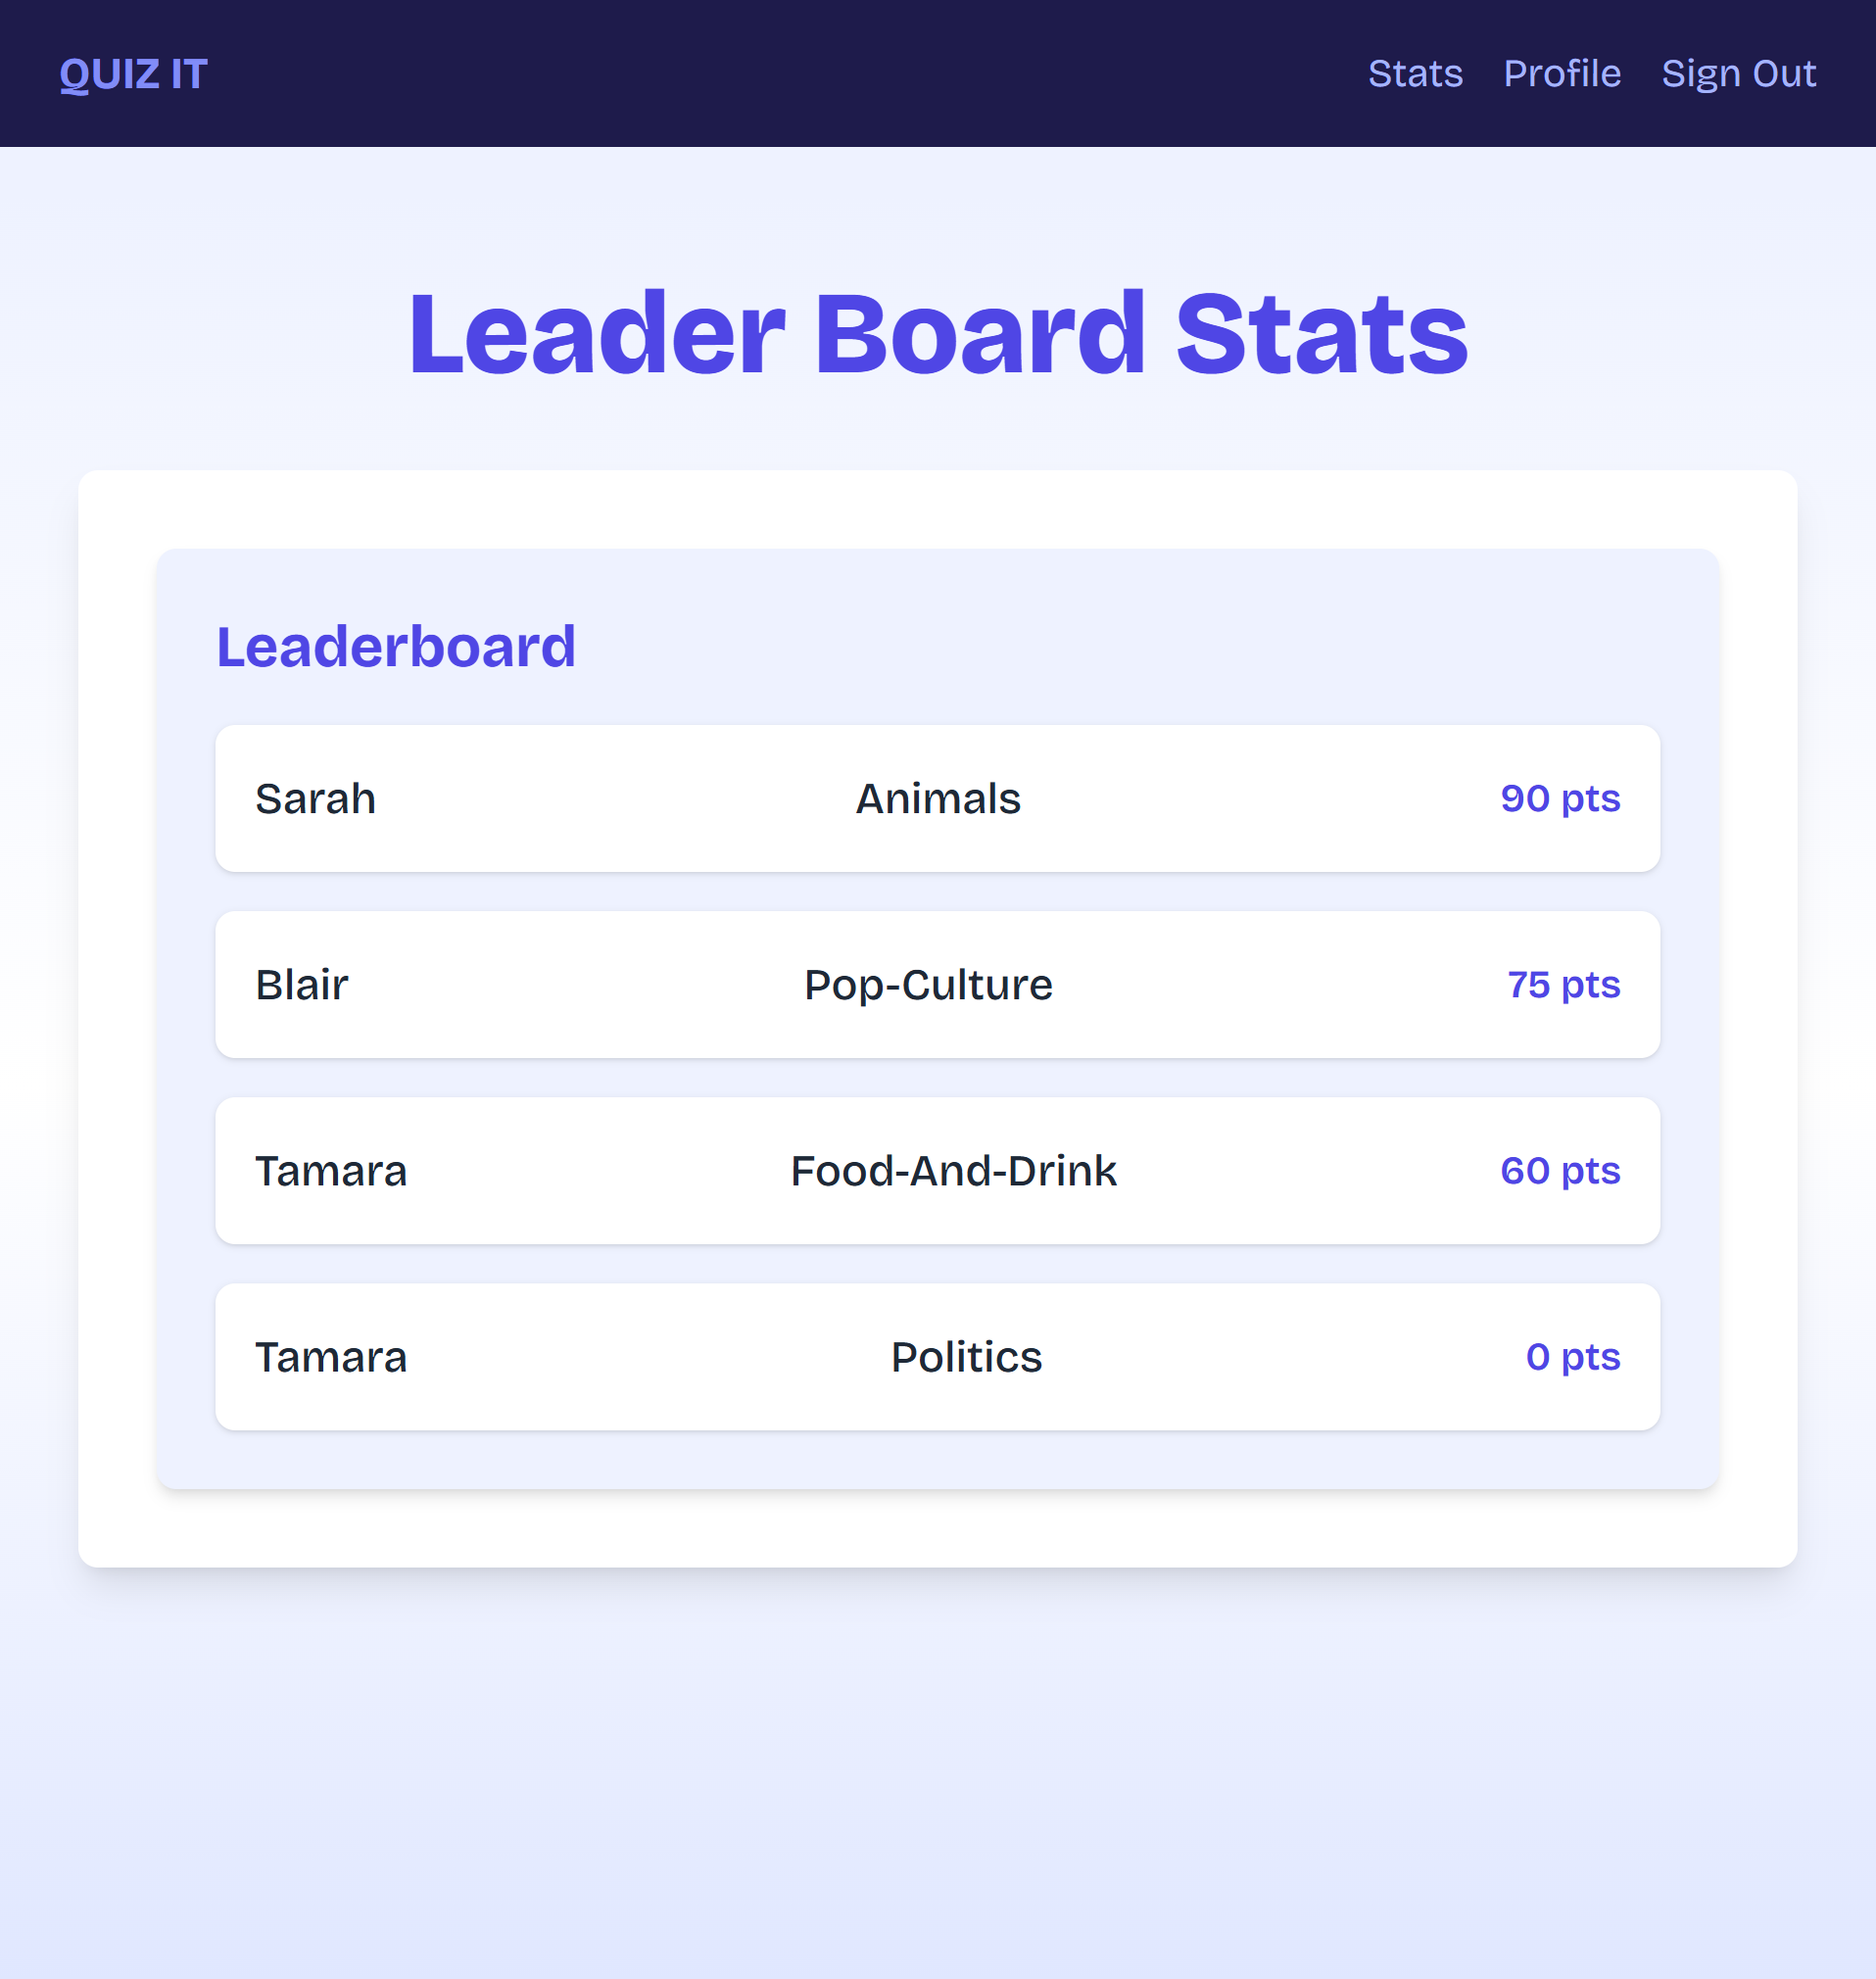 QUIZ IT Stats Profile Sign Out
Leader Board Stats
Leaderboard
Sarah Animals 90 pts
Blair Pop-Culture 75 pts
Tamara Food-And-Drink 60 pts
Tamara Politics 0 pts